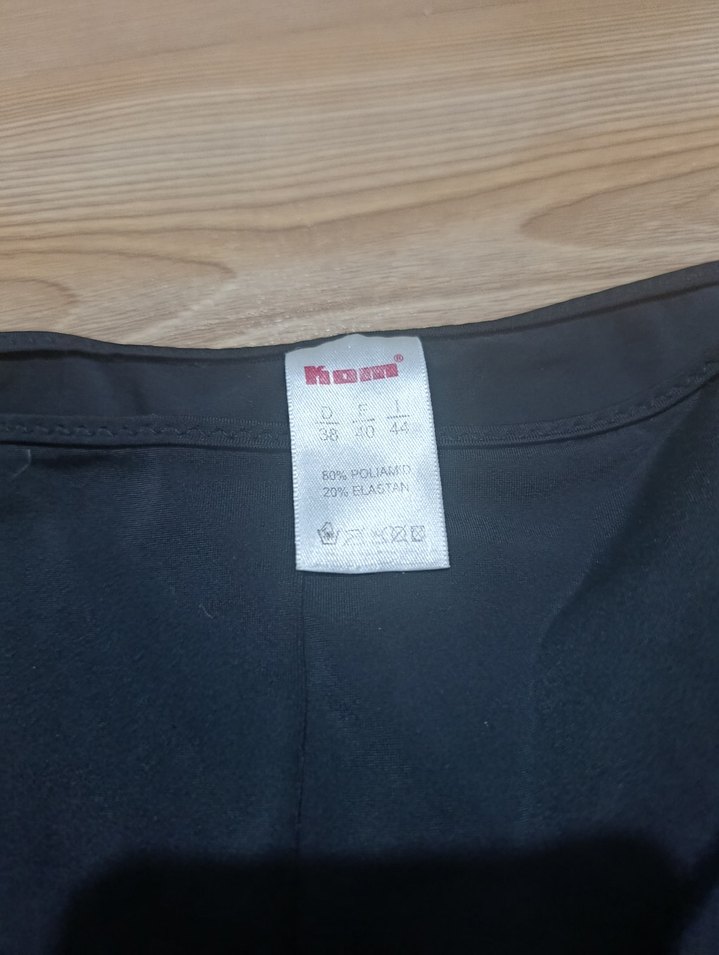 Kom®
D F I
38 40 44
80% POLIAMID
20% ELASTAN